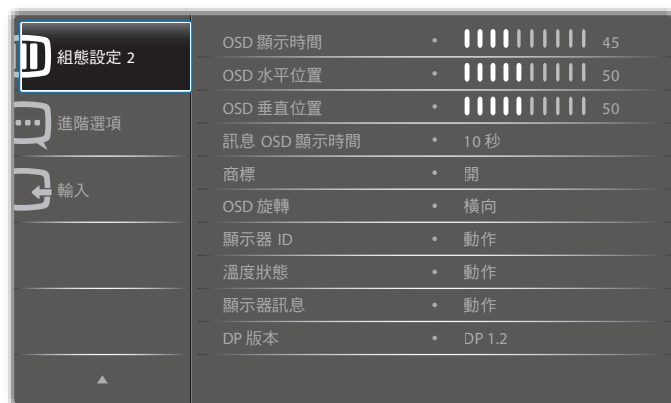 組態設定 2
進階選項
輸入
OSD 顯示時間 • 45
OSD 水平位置 • 50
OSD 垂直位置 • 50
訊息 OSD 顯示時間 • 10 秒
商標 • 開
OSD 旋轉 • 橫向
顯示器 ID • 動作
溫度狀態 • 動作
顯示器訊息 • 動作
DP 版本 • DP 1.2